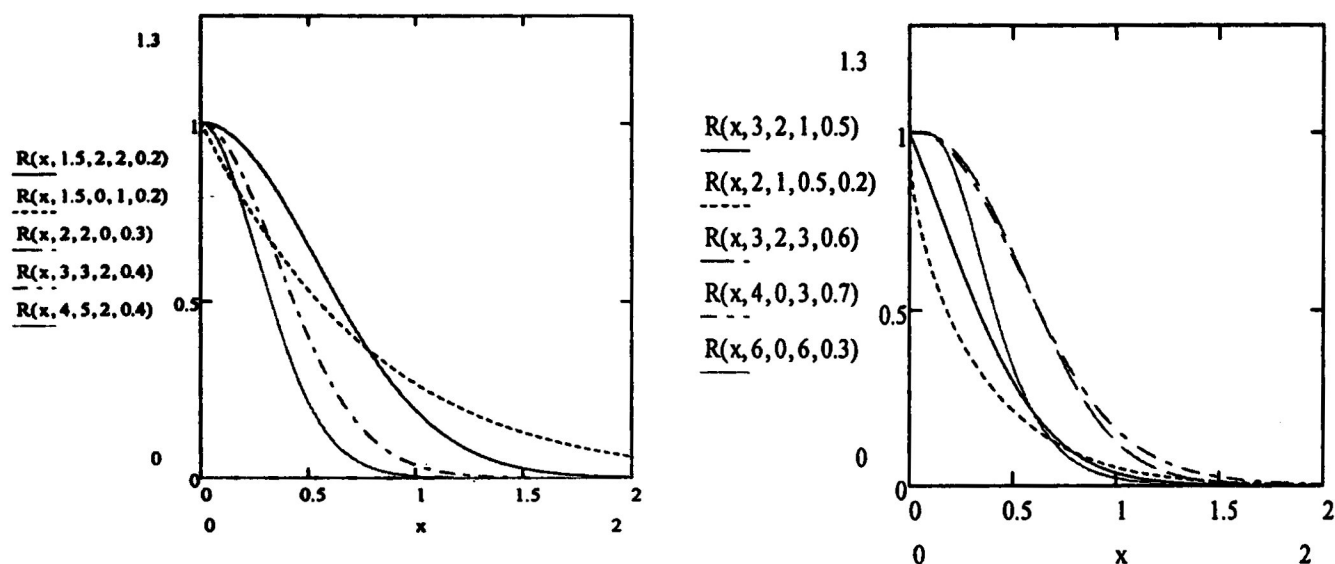 1.3
1
R(x,1.5,2,2,0.2)
R(x,1.5,0,1,0.2)
R(x,2,2,0,0.3)
0.5
R(x,3,3,2,0.4)
R(x,4,5,2,0.4)
0
0
0 0.5 1 1.5 2
0 x 2
1.3
R(x,3,2,1,0.5)
1
R(x,2,1,0.5,0.2)
R(x,3,2,3,0.6)
R(x,4,0,3,0.7)
0.5
R(x,6,0,6,0.3)
0
0
0 0.5 1 1.5 2
0 x 2